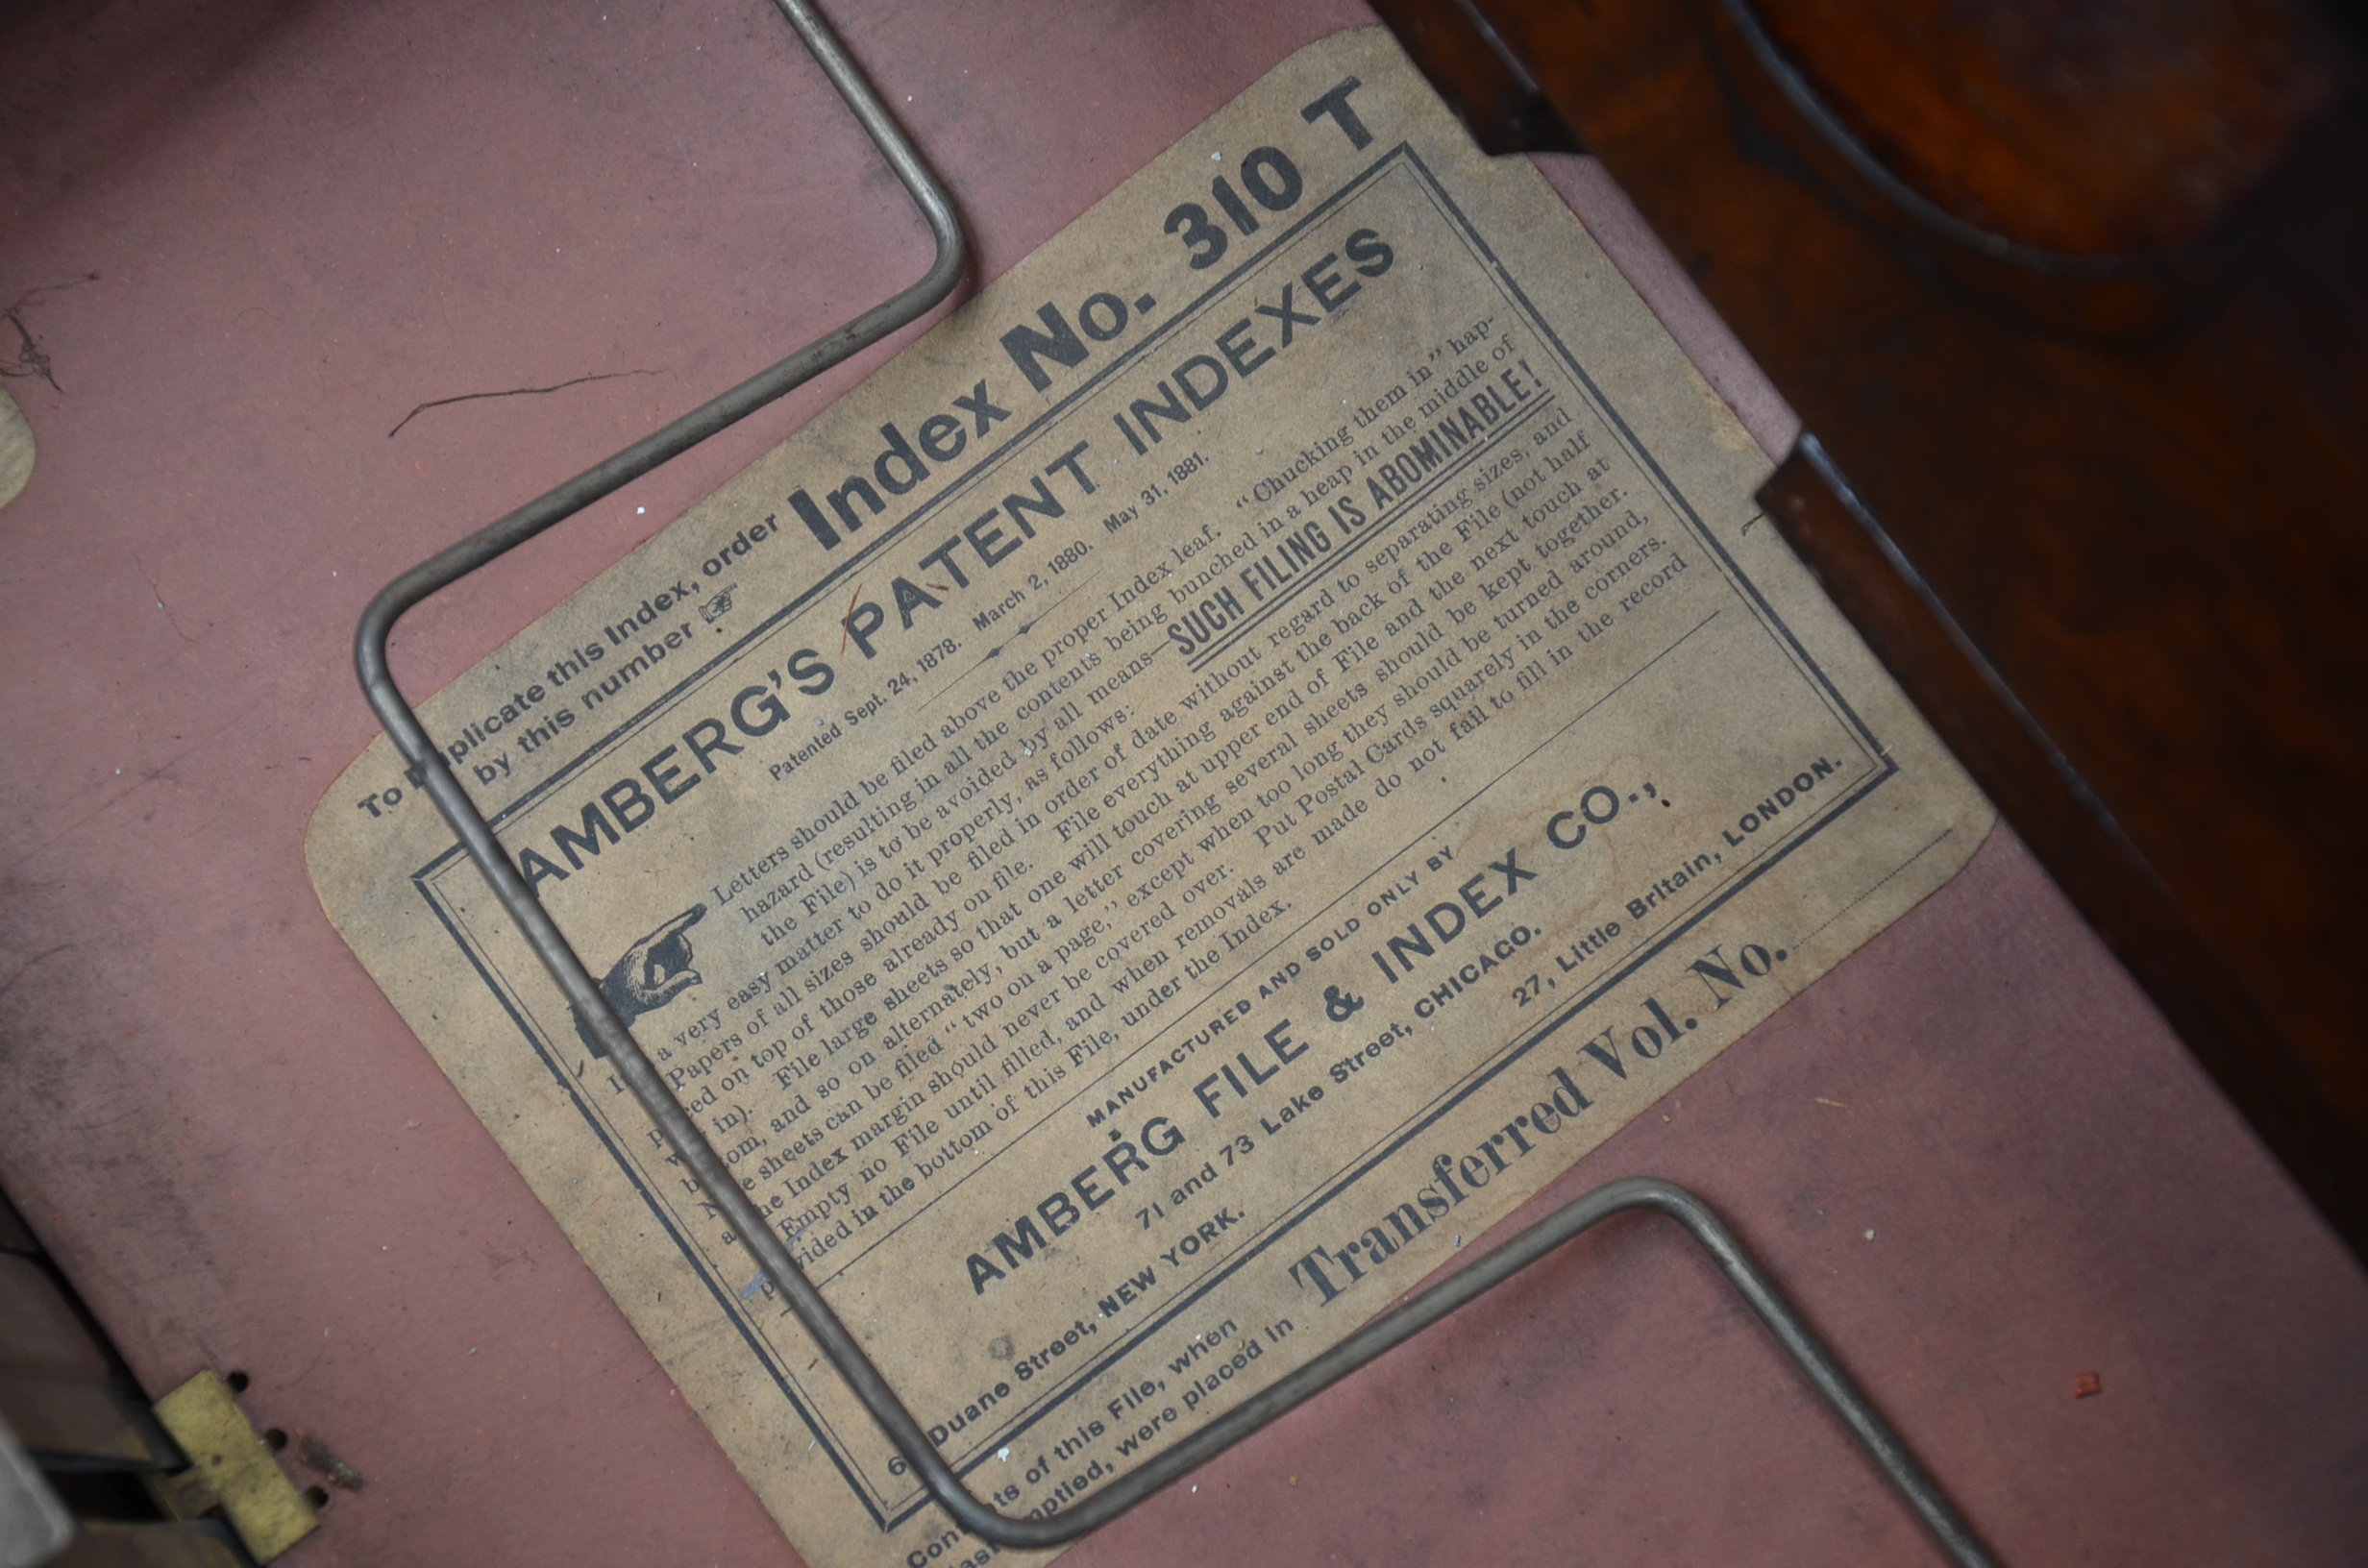 To Duplicate this Index, order
by this number ☞ Index No. 310 T
AMBERG'S PATENT INDEXES
Patented Sept. 24, 1878. March 2, 1880. May 31, 1881.
Letters should be filed above the proper Index leaf. "Chucking them in" hap-
hazard (resulting in all the contents being bunched in a heap in the middle of
the File) is to be avoided by all means—SUCH FILING IS ABOMINABLE!
a very easy matter to do it properly, as follows:
Papers of all sizes should be filed in order of date without regard to separating sizes, and
on top of those already on file. File everything against the back of the File (not half
in). File large sheets so that one will touch at upper end of File and the next touch at
bottom, and so on alternately, but a letter covering several sheets should be kept together.
sheets can be filed "two on a page," except when too long they should be turned around,
the Index margin should never be covered over. Put Postal Cards squarely in the corners.
Empty no File until filled, and when removals are made do not fail to fill in the record
provided in the bottom of this File, under the Index.
MANUFACTURED AND SOLD ONLY BY
AMBERG FILE & INDEX CO.,
71 and 73 Lake Street, CHICAGO.
Duane Street, NEW YORK. 27, Little Britain, LONDON.
Contents of this File, when
emptied, were placed in Transferred Vol. No.